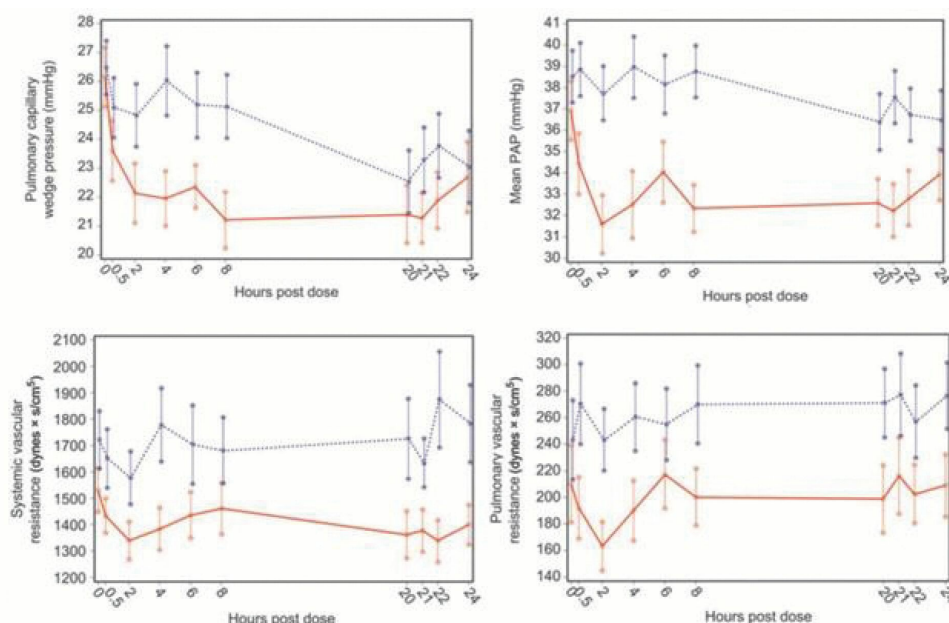 Pulmonary capillary
wedge pressure (mmHg)
28
27
26
25
24
23
22
21
20
0 0.5 2 4 6 8 20 21 22 24
Hours post dose
Mean PAP (mmHg)
41
40
39
38
37
36
35
34
33
32
31
30
0 0.5 2 4 6 8 20 21 22 24
Hours post dose
Systemic vascular
resistance (dynes × s/cm⁵)
2100
2000
1900
1800
1700
1600
1500
1400
1300
1200
0 0.5 2 4 6 8 20 21 22 24
Hours post dose
Pulmonary vascular
resistance (dynes × s/cm⁵)
320
300
280
260
240
220
200
180
160
140
0 0.5 2 4 6 8 20 21 22
Hours post dose